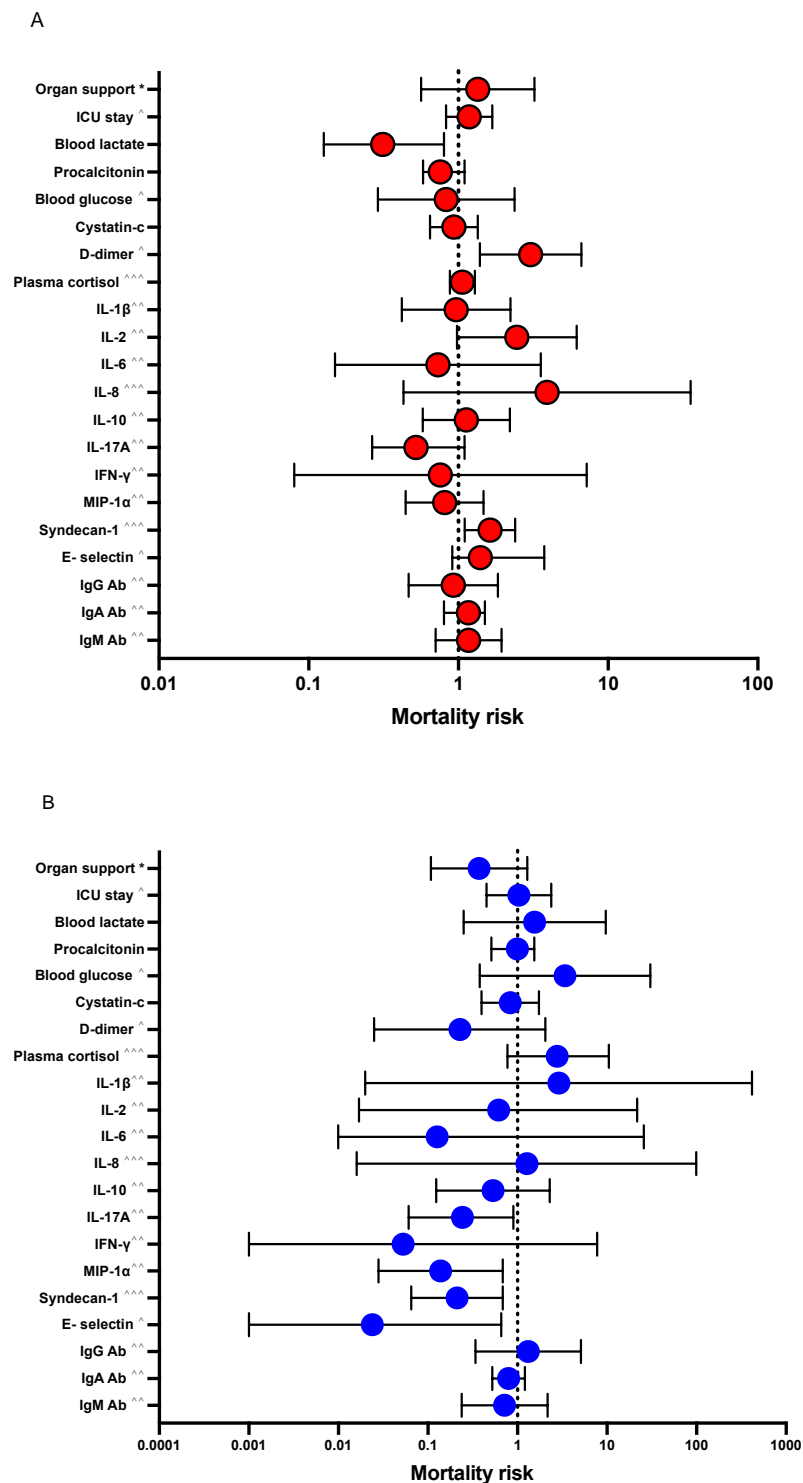 A
Organ support *
ICU stay ^
Blood lactate
Procalcitonin
Blood glucose ^
Cystatin-c
D-dimer ^
Plasma cortisol ^^^
IL-1β^^
IL-2 ^^
IL-6 ^^
IL-8 ^^^
IL-10 ^^
IL-17A^^
IFN-γ^^
MIP-1α^^
Syndecan-1 ^^^
E- selectin ^
IgG Ab ^^
IgA Ab ^^
IgM Ab ^^
0.01 0.1 1 10 100
Mortality risk
B
Organ support *
ICU stay ^
Blood lactate
Procalcitonin
Blood glucose ^
Cystatin-c
D-dimer ^
Plasma cortisol ^^^
IL-1β^^
IL-2 ^^
IL-6 ^^
IL-8 ^^^
IL-10 ^^
IL-17A^^
IFN-γ^^
MIP-1α^^
Syndecan-1 ^^^
E- selectin ^
IgG Ab ^^
IgA Ab ^^
IgM Ab ^^
0.0001 0.001 0.01 0.1 1 10 100 1000
Mortality risk